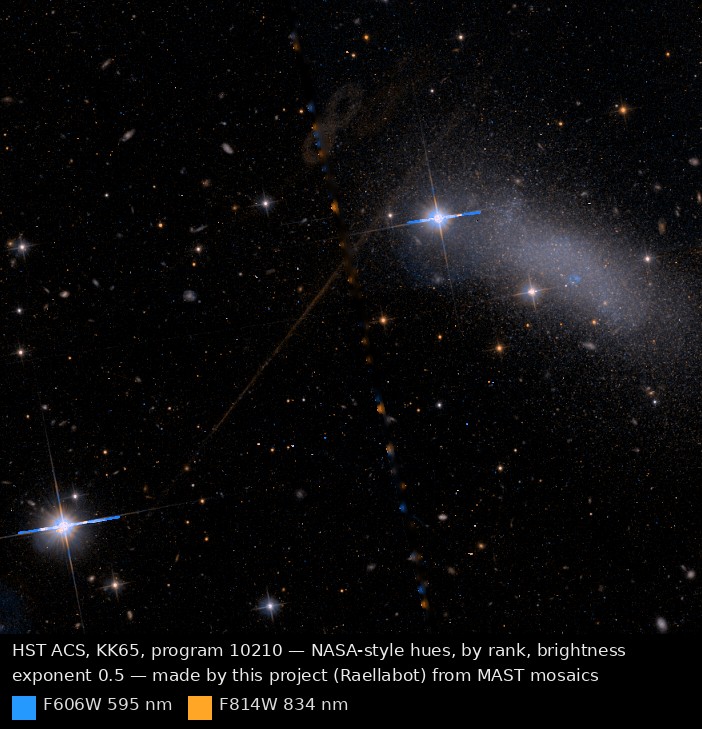 HST ACS, KK65, program 10210 — NASA-style hues, by rank, brightness
exponent 0.5 — made by this project (Raellabot) from MAST mosaics
F606W 595 nm F814W 834 nm